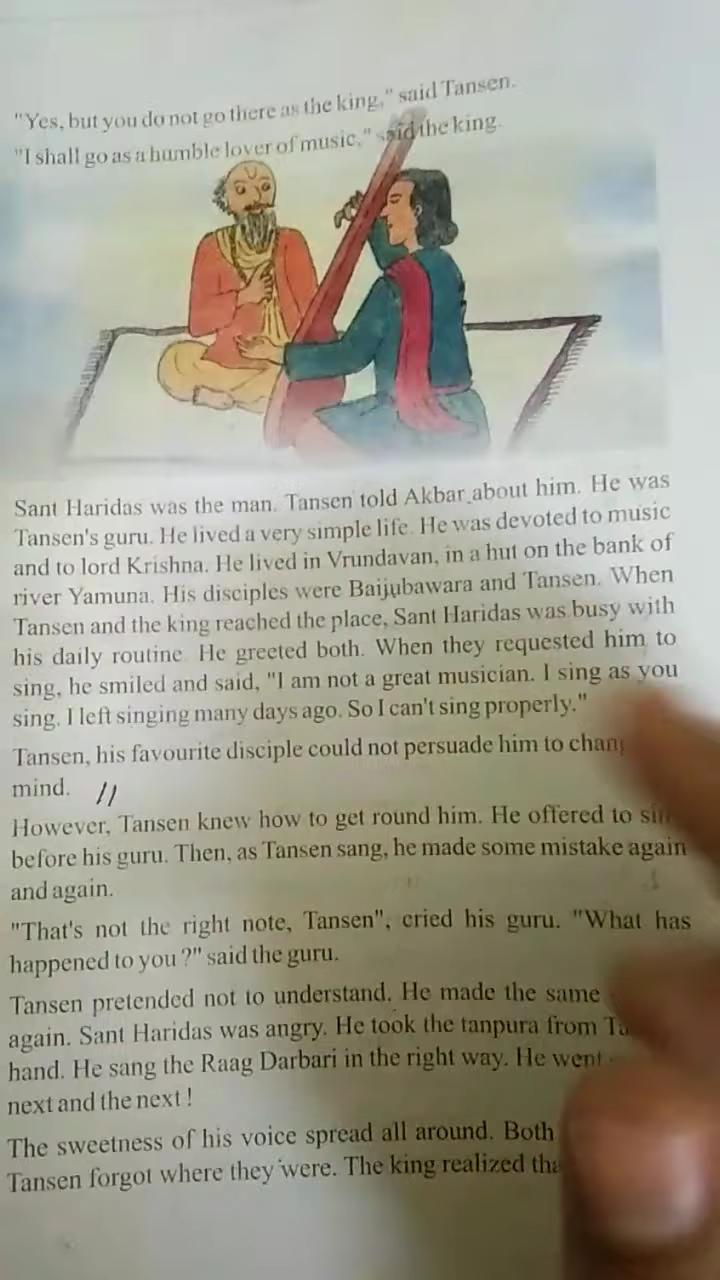 "Yes, but you do not go there as the king," said Tansen.
"I shall go as a humble lover of music," said the king.
Sant Haridas was the man. Tansen told Akbar about him. He was
Tansen's guru. He lived a very simple life. He was devoted to music
and to lord Krishna. He lived in Vrundavan, in a hut on the bank of
river Yamuna. His disciples were Baijubawara and Tansen. When
Tansen and the king reached the place, Sant Haridas was busy with
his daily routine. He greeted both. When they requested him to
sing, he smiled and said, "I am not a great musician. I sing as you
sing. I left singing many days ago. So I can't sing properly."
Tansen, his favourite disciple could not persuade him to
mind.
However, Tansen knew how to get round him. He offered to
before his guru. Then, as Tansen sang, he made some mistake again
and again.
"That's not the right note, Tansen", cried his guru. "What has
happened to you ?" said the guru.
Tansen pretended not to understand. He made the same
again. Sant Haridas was angry. He took the tanpura from
hand. He sang the Raag Darbari in the right way. He went
next and the next !
The sweetness of his voice spread all around. Both
Tansen forgot where they were. The king realized